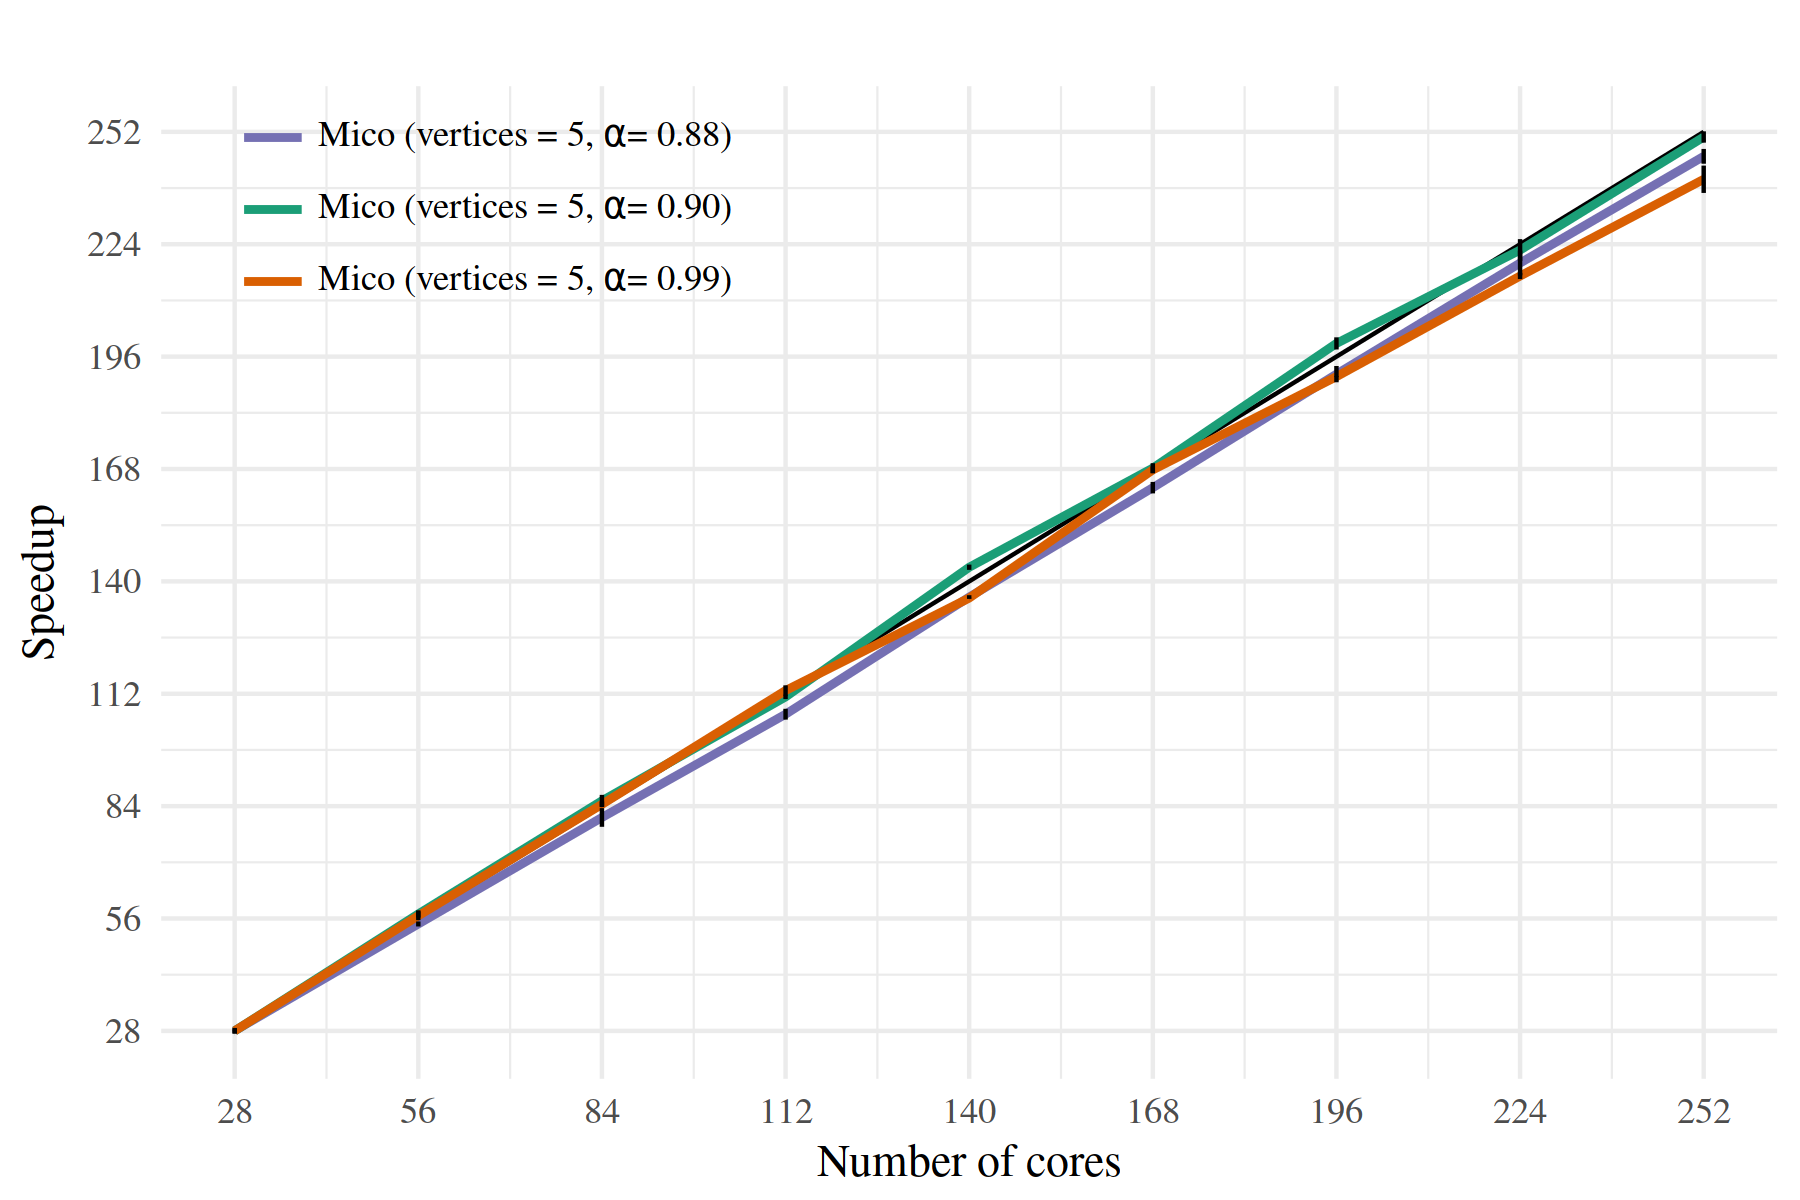 252
224
196
168
140
112
84
56
28
Speedup
Mico (vertices = 5, α= 0.88)
Mico (vertices = 5, α= 0.90)
Mico (vertices = 5, α= 0.99)
28 56 84 112 140 168 196 224 252
Number of cores